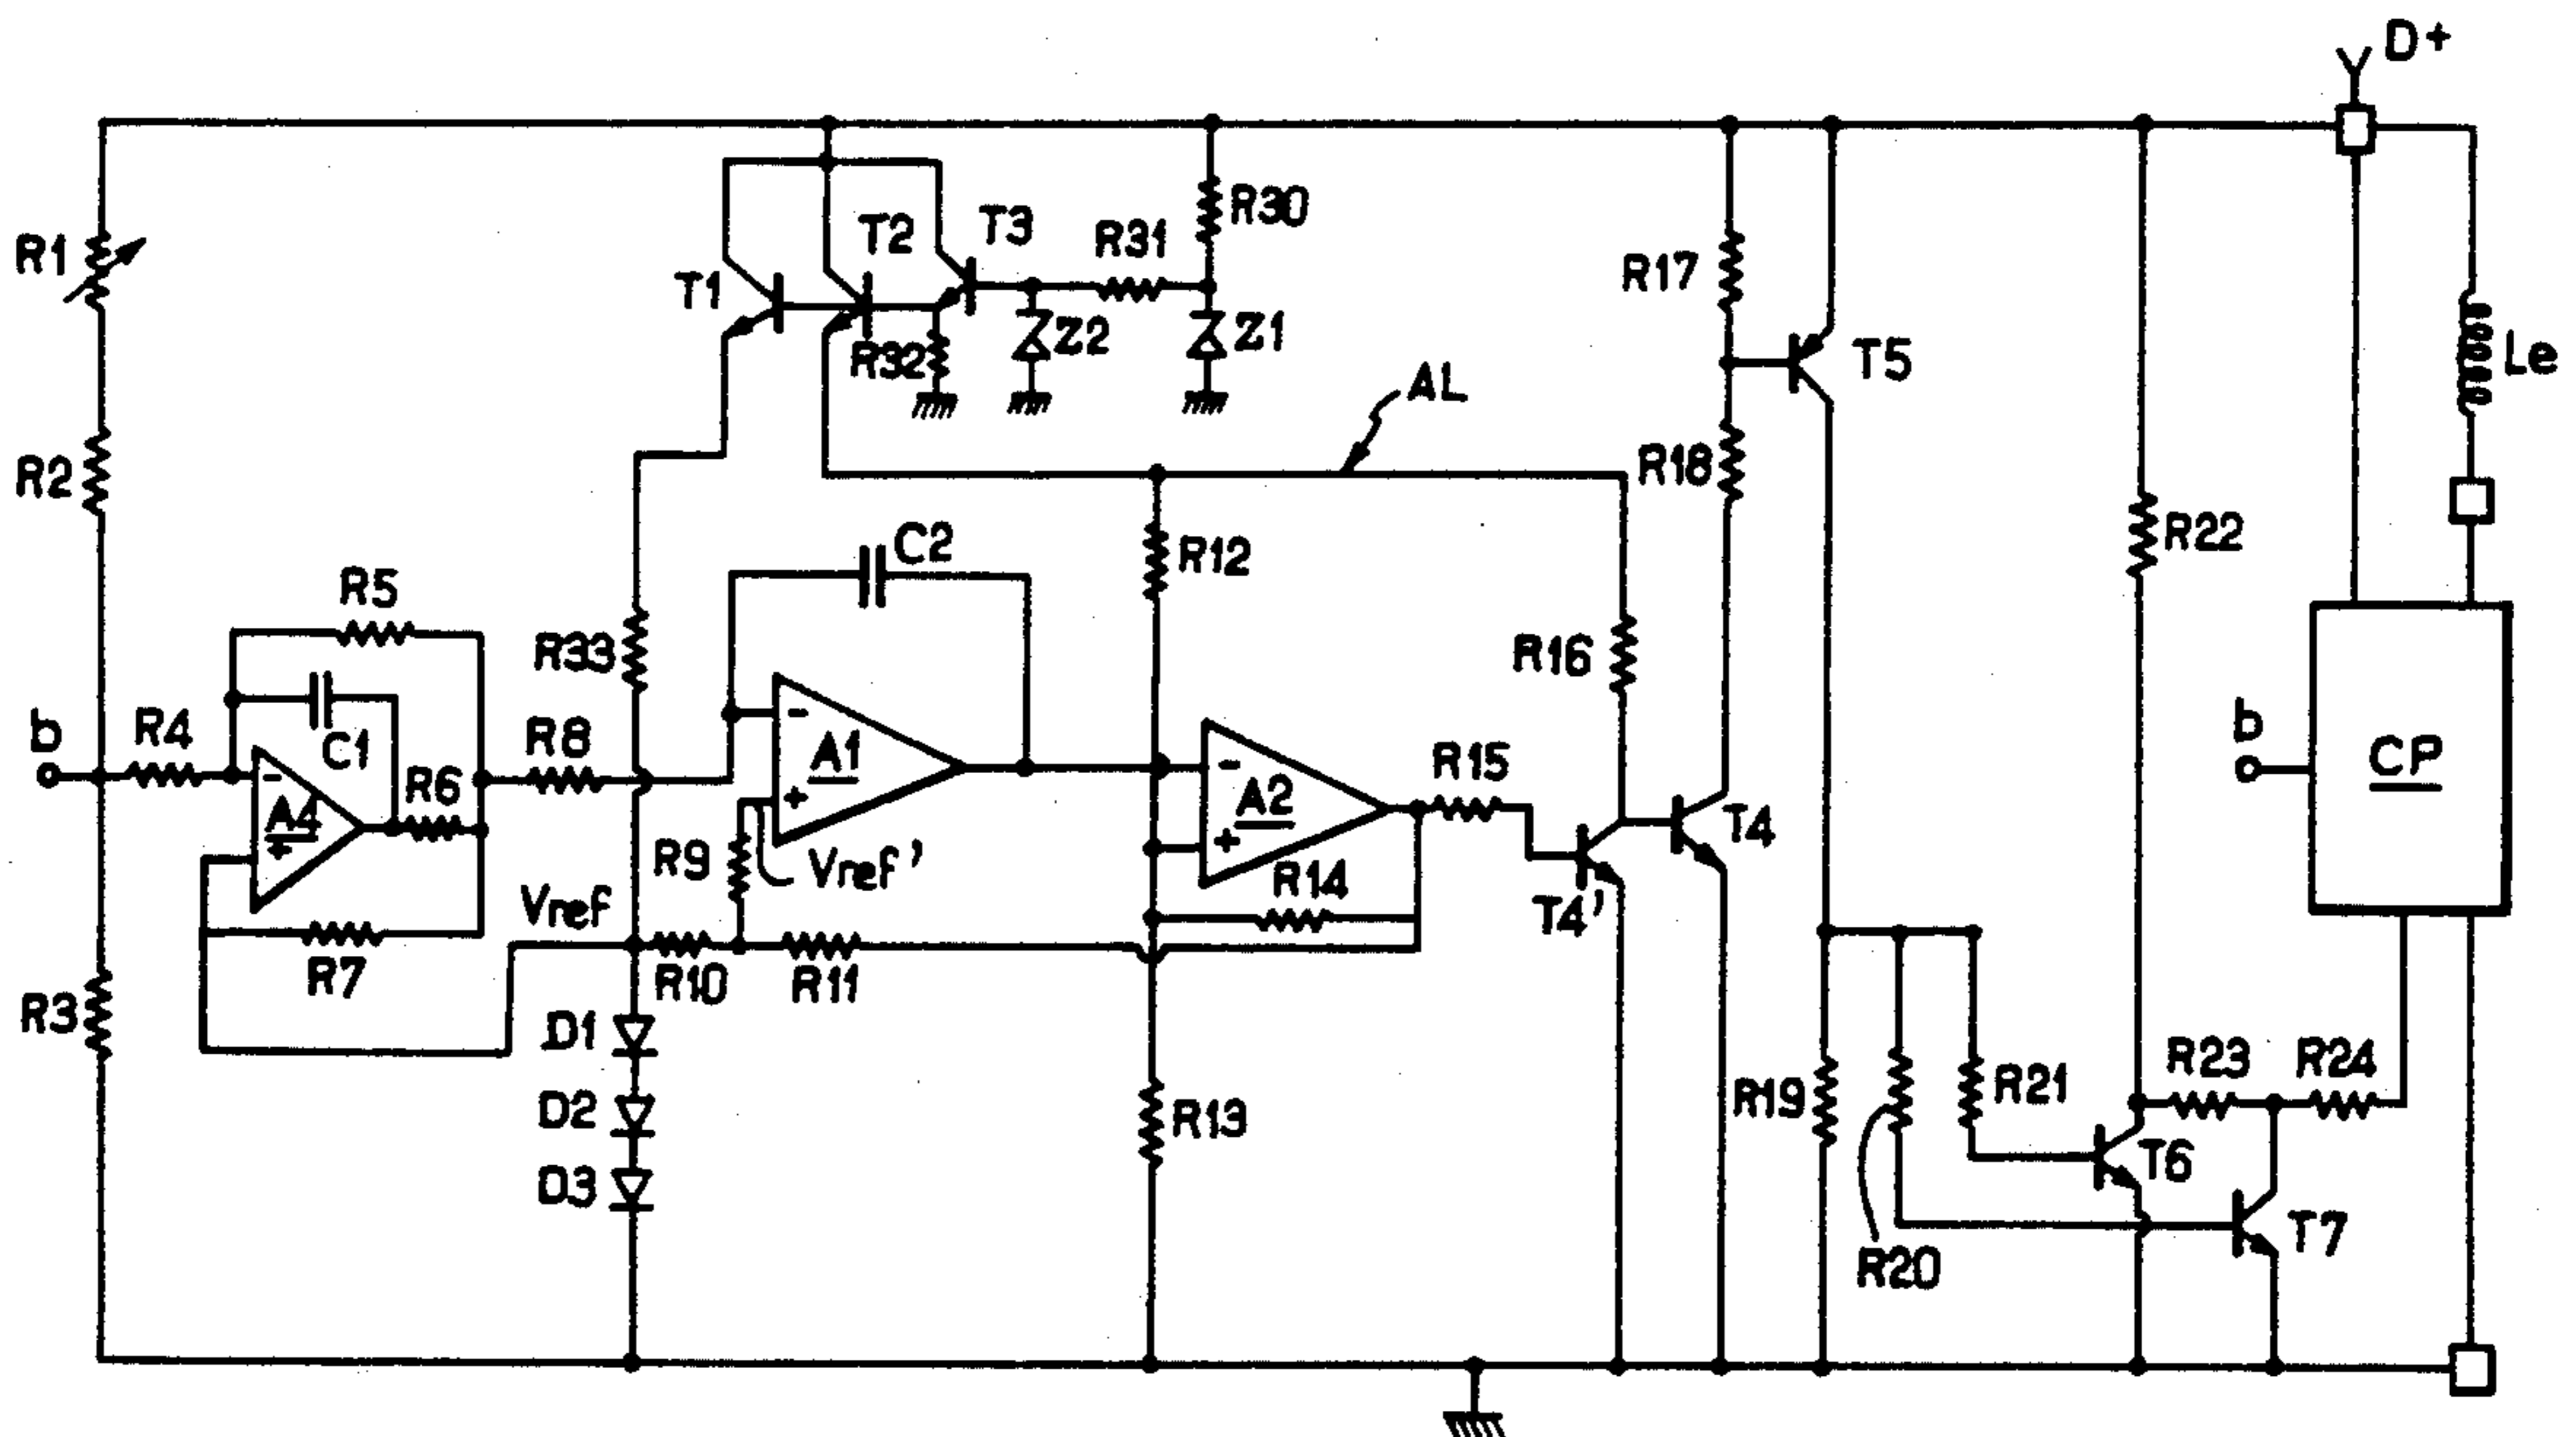 D+
R1
T1
T2
T3
R31
R30
R32
Z2
Z1
R17
T5
Le
AL
R2
R18
C2
R12
R22
R5
R33
R16
b
R4
C1
R8
A1
- +
R6
A4
- +
A2
- +
R15
T4
b
CP
R9
Vref'
R14
T4'
Vref
R7
R10
R11
R3
D1
D2
D3
R13
R19
R21
R23
R24
T6
R20
T7